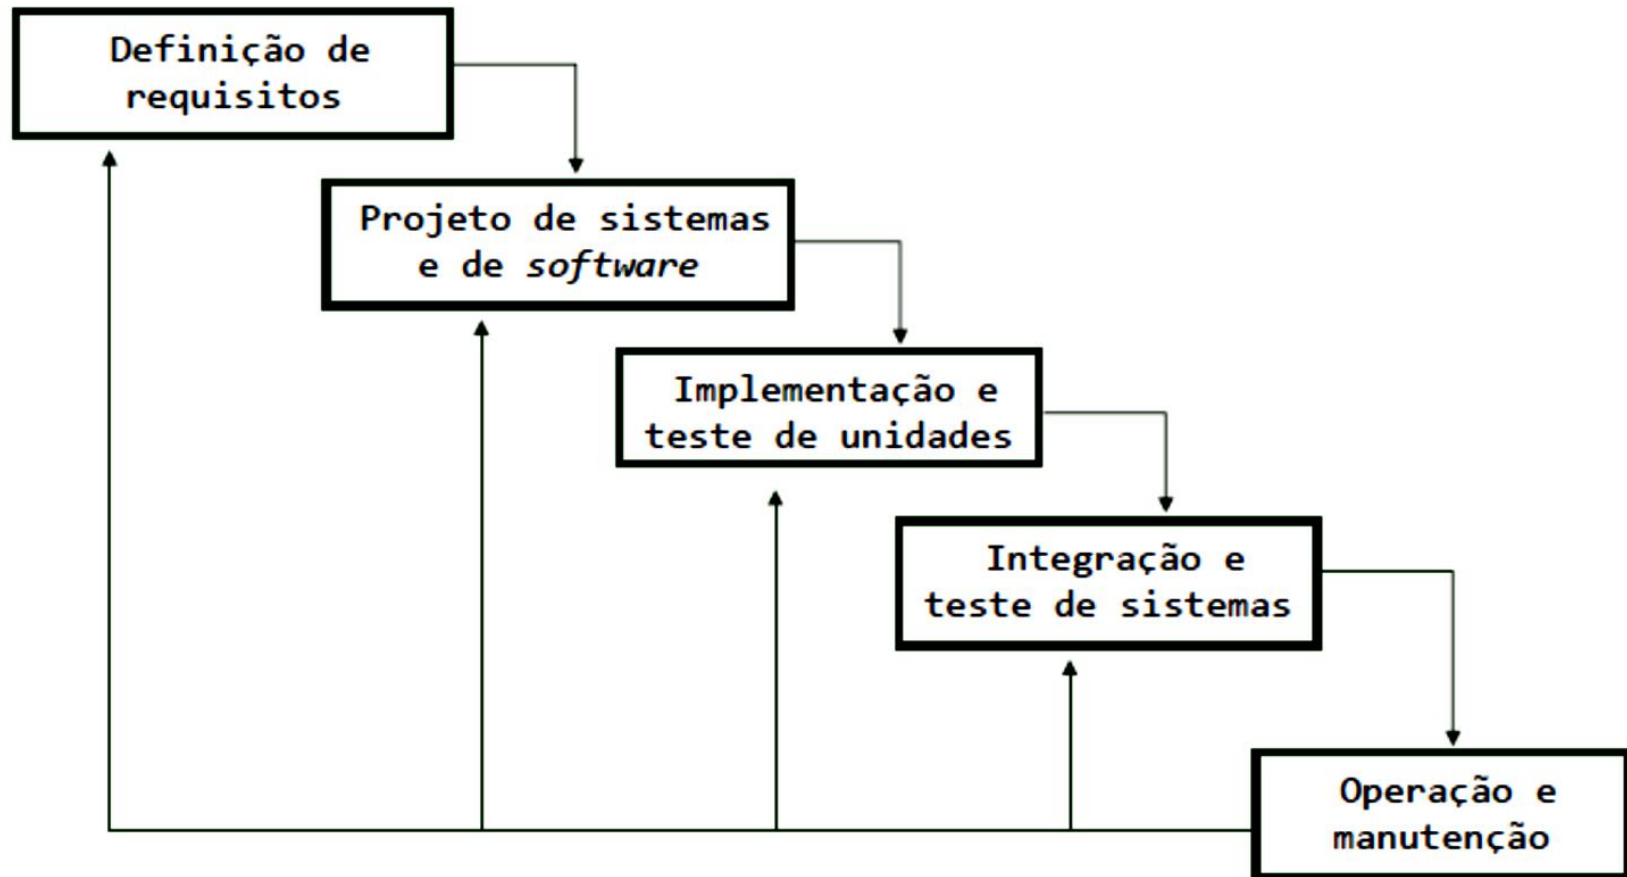 Definição de
requisitos
Projeto de sistemas
e de software
Implementação e
teste de unidades
Integração e
teste de sistemas
Operação e
manutenção